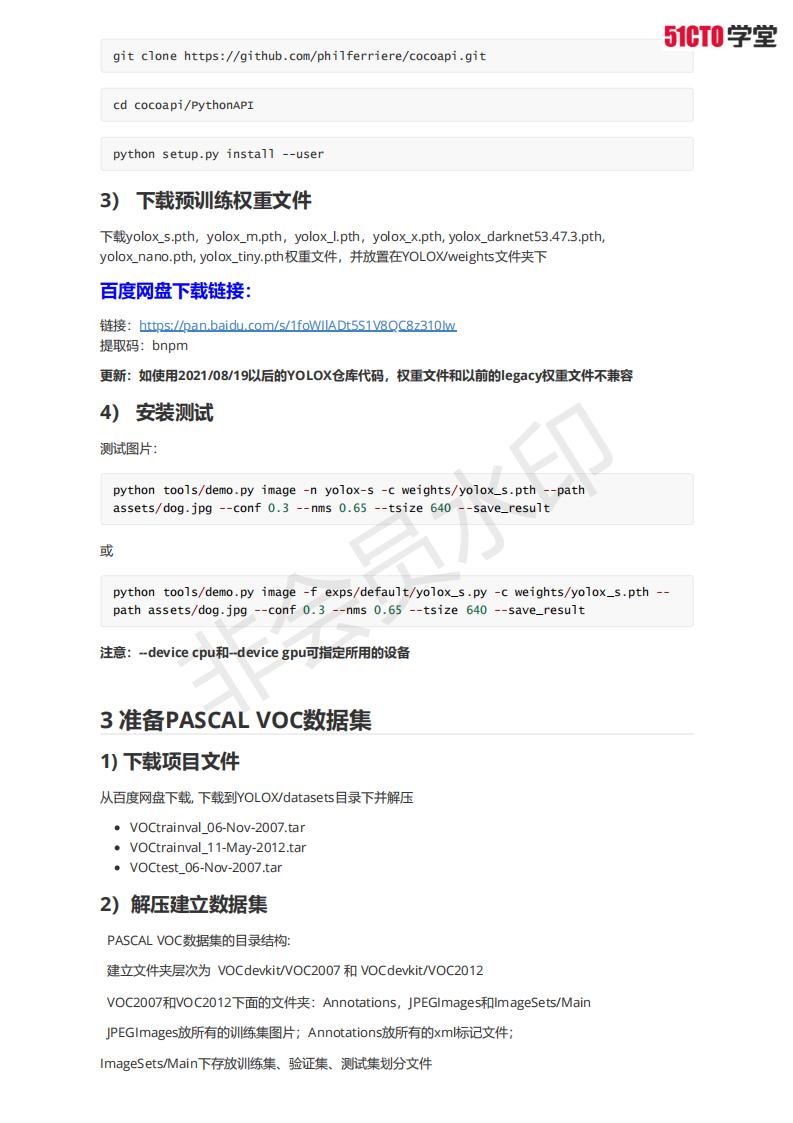 51CTO学堂
git clone https://github.com/philferriere/cocoapi.git
cd cocoapi/PythonAPI
python setup.py install --user
3） 下载预训练权重文件
下载yolox_s.pth，yolox_m.pth，yolox_l.pth，yolox_x.pth, yolox_darknet53.47.3.pth,
yolox_nano.pth, yolox_tiny.pth权重文件，并放置在YOLOX/weights文件夹下
百度网盘下载链接：
链接：https://pan.baidu.com/s/1foWIlADt5S1V8QC8z310lw
提取码：bnpm
更新：如使用2021/08/19以后的YOLOX仓库代码，权重文件和以前的legacy权重文件不兼容
4） 安装测试
测试图片：
python tools/demo.py image -n yolox-s -c weights/yolox_s.pth --path
assets/dog.jpg --conf 0.3 --nms 0.65 --tsize 640 --save_result
或
python tools/demo.py image -f exps/default/yolox_s.py -c weights/yolox_s.pth --
path assets/dog.jpg --conf 0.3 --nms 0.65 --tsize 640 --save_result
注意：--device cpu和--device gpu可指定所用的设备
非会员水印
3 准备PASCAL VOC数据集
1) 下载项目文件
从百度网盘下载, 下载到YOLOX/datasets目录下并解压
• VOCtrainval_06-Nov-2007.tar
• VOCtrainval_11-May-2012.tar
• VOCtest_06-Nov-2007.tar
2）解压建立数据集
PASCAL VOC数据集的目录结构:
建立文件夹层次为 VOCdevkit/VOC2007 和 VOCdevkit/VOC2012
VOC2007和VOC2012下面的文件夹：Annotations，JPEGImages和ImageSets/Main
JPEGImages放所有的训练集图片；Annotations放所有的xml标记文件；
ImageSets/Main下存放训练集、验证集、测试集划分文件